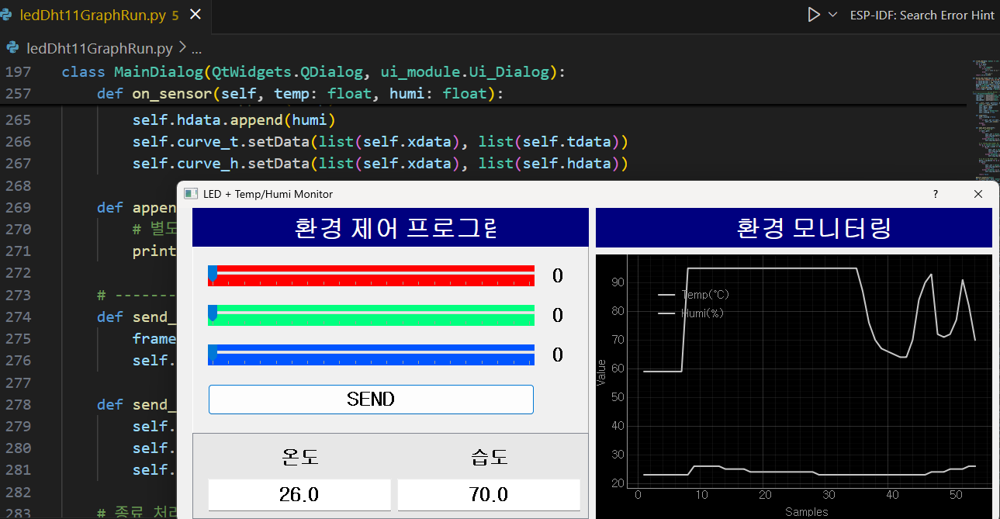 ledDht11GraphRun.py 5
ESP-IDF: Search Error Hint
ledDht11GraphRun.py > ...
197 class MainDialog(QtWidgets.QDialog, ui_module.Ui_Dialog):
257 def on_sensor(self, temp: float, humi: float):
265 self.hdata.append(humi)
266 self.curve_t.setData(list(self.xdata), list(self.tdata))
267 self.curve_h.setData(list(self.xdata), list(self.hdata))
268
269 def appen
270 # 별도
271 print
272
273 # --------
274 def send_
275 frame
276 self.
277
278 def send_
279 self.
280 self.
281 self.
282
283 # 종료 처리
LED + Temp/Humi Monitor
?
환경 제어 프로그
0
0
0
SEND
온도 습도
26.0 70.0
환경 모니터링
Temp(°C)
Humi(%)
90
80
70
60
50
40
30
20
Value
0 10 20 30 40 50
Samples